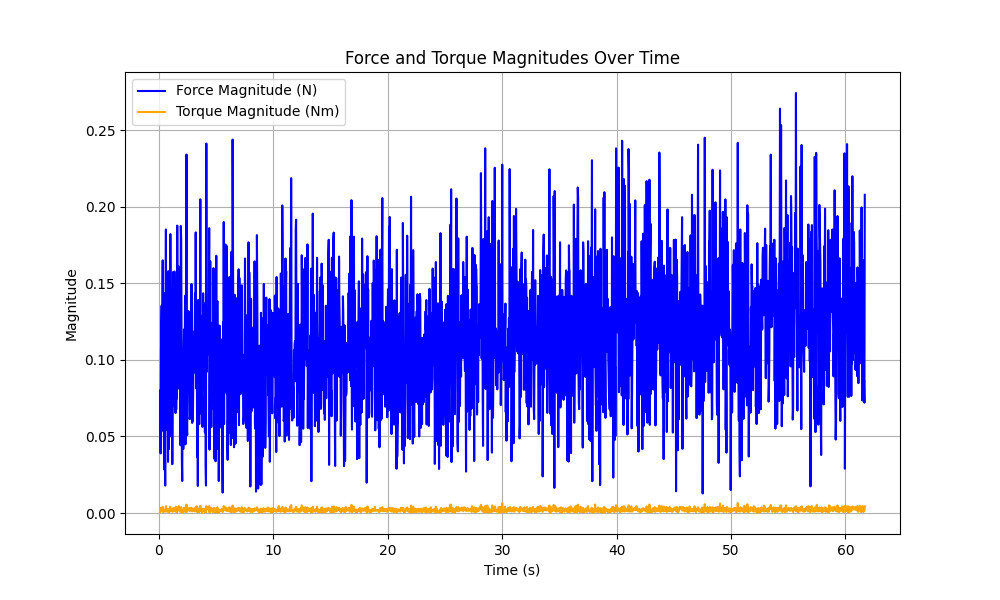 Force and Torque Magnitudes Over Time
Force Magnitude (N)
Torque Magnitude (Nm)
0.25
0.20
0.15
0.10
0.05
0.00
Magnitude
0 10 20 30 40 50 60
Time (s)